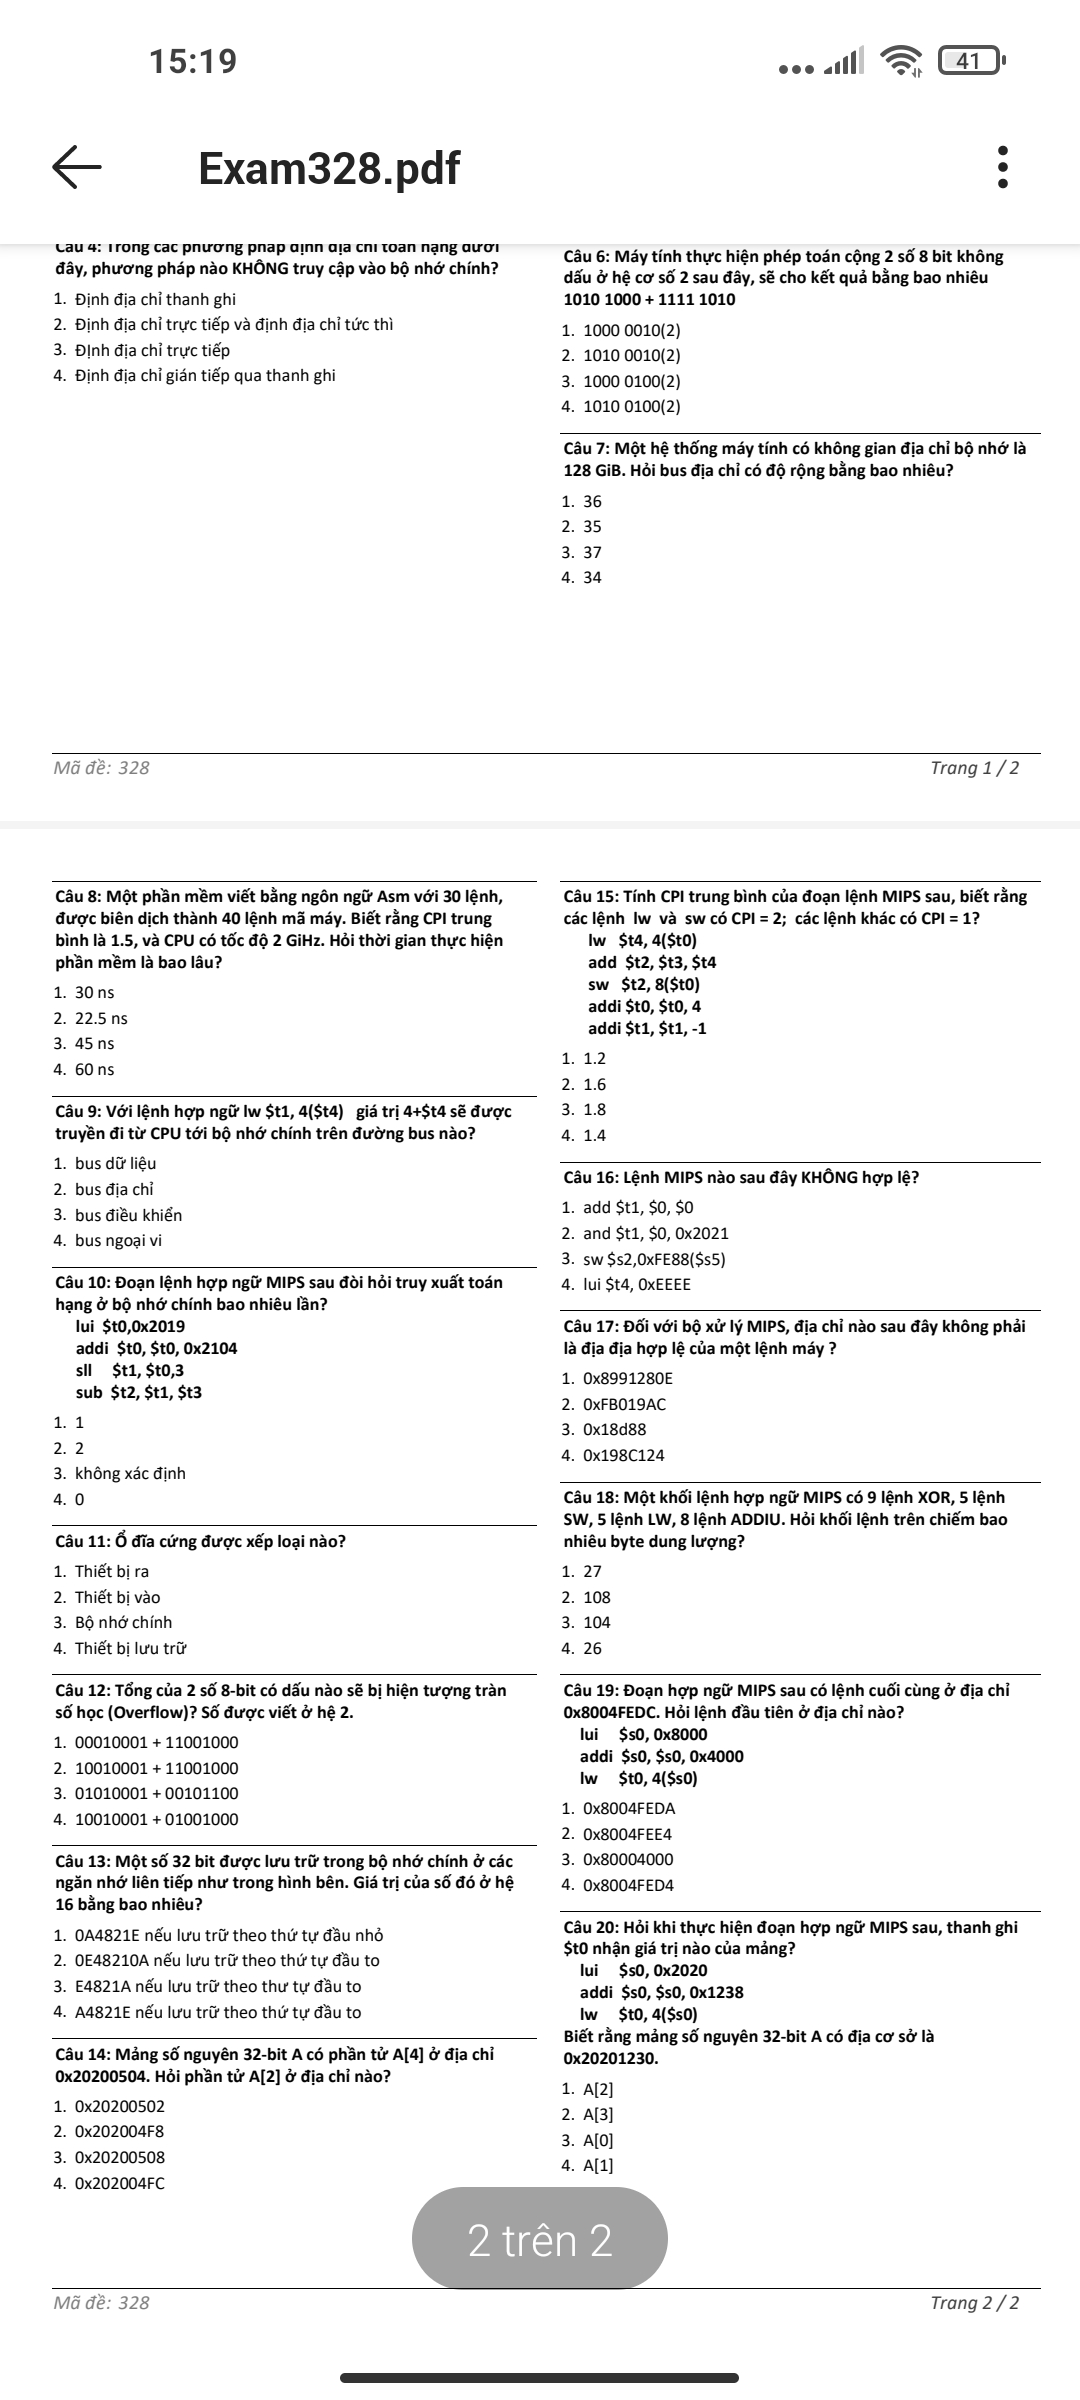 15:19
41
Exam328.pdf
Câu 4: Trong các phương pháp định địa chỉ toán hạng dưới
đây, phương pháp nào KHÔNG truy cập vào bộ nhớ chính?
1. Định địa chỉ thanh ghi
2. Định địa chỉ trực tiếp và định địa chỉ tức thì
3. Định địa chỉ trực tiếp
4. Định địa chỉ gián tiếp qua thanh ghi
Câu 6: Máy tính thực hiện phép toán cộng 2 số 8 bit không
dấu ở hệ cơ số 2 sau đây, sẽ cho kết quả bằng bao nhiêu
1010 1000 + 1111 1010
1. 1000 0010(2)
2. 1010 0010(2)
3. 1000 0100(2)
4. 1010 0100(2)
Câu 7: Một hệ thống máy tính có không gian địa chỉ bộ nhớ là
128 GiB. Hỏi bus địa chỉ có độ rộng bằng bao nhiêu?
1. 36
2. 35
3. 37
4. 34
Mã đề: 328
Trang 1 / 2
Câu 8: Một phần mềm viết bằng ngôn ngữ Asm với 30 lệnh,
được biên dịch thành 40 lệnh mã máy. Biết rằng CPI trung
bình là 1.5, và CPU có tốc độ 2 GiHz. Hỏi thời gian thực hiện
phần mềm là bao lâu?
1. 30 ns
2. 22.5 ns
3. 45 ns
4. 60 ns
Câu 9: Với lệnh hợp ngữ lw $t1, 4($t4) giá trị 4+$t4 sẽ được
truyền đi từ CPU tới bộ nhớ chính trên đường bus nào?
1. bus dữ liệu
2. bus địa chỉ
3. bus điều khiển
4. bus ngoại vi
Câu 10: Đoạn lệnh hợp ngữ MIPS sau đòi hỏi truy xuất toán
hạng ở bộ nhớ chính bao nhiêu lần?
lui $t0,0x2019
addi $t0, $t0, 0x2104
sll $t1, $t0,3
sub $t2, $t1, $t3
1. 1
2. 2
3. không xác định
4. 0
Câu 11: Ổ đĩa cứng được xếp loại nào?
1. Thiết bị ra
2. Thiết bị vào
3. Bộ nhớ chính
4. Thiết bị lưu trữ
Câu 12: Tổng của 2 số 8-bit có dấu nào sẽ bị hiện tượng tràn
số học (Overflow)? Số được viết ở hệ 2.
1. 00010001 + 11001000
2. 10010001 + 11001000
3. 01010001 + 00101100
4. 10010001 + 01001000
Câu 13: Một số 32 bit được lưu trữ trong bộ nhớ chính ở các
ngăn nhớ liên tiếp như trong hình bên. Giá trị của số đó ở hệ
16 bằng bao nhiêu?
1. 0A4821E nếu lưu trữ theo thứ tự đầu nhỏ
2. 0E48210A nếu lưu trữ theo thứ tự đầu to
3. E4821A nếu lưu trữ theo thư tự đầu to
4. A4821E nếu lưu trữ theo thứ tự đầu to
Câu 14: Mảng số nguyên 32-bit A có phần tử A[4] ở địa chỉ
0x20200504. Hỏi phần tử A[2] ở địa chỉ nào?
1. 0x20200502
2. 0x202004F8
3. 0x20200508
4. 0x202004FC
Câu 15: Tính CPI trung bình của đoạn lệnh MIPS sau, biết rằng
các lệnh lw và sw có CPI = 2; các lệnh khác có CPI = 1?
lw $t4, 4($t0)
add $t2, $t3, $t4
sw $t2, 8($t0)
addi $t0, $t0, 4
addi $t1, $t1, -1
1. 1.2
2. 1.6
3. 1.8
4. 1.4
Câu 16: Lệnh MIPS nào sau đây KHÔNG hợp lệ?
1. add $t1, $0, $0
2. and $t1, $0, 0x2021
3. sw $s2,0xFE88($s5)
4. lui $t4, 0xEEEE
Câu 17: Đối với bộ xử lý MIPS, địa chỉ nào sau đây không phải
là địa địa hợp lệ của một lệnh máy ?
1. 0x8991280E
2. 0xFB019AC
3. 0x18d88
4. 0x198C124
Câu 18: Một khối lệnh hợp ngữ MIPS có 9 lệnh XOR, 5 lệnh
SW, 5 lệnh LW, 8 lệnh ADDIU. Hỏi khối lệnh trên chiếm bao
nhiêu byte dung lượng?
1. 27
2. 108
3. 104
4. 26
Câu 19: Đoạn hợp ngữ MIPS sau có lệnh cuối cùng ở địa chỉ
0x8004FEDC. Hỏi lệnh đầu tiên ở địa chỉ nào?
lui $s0, 0x8000
addi $s0, $s0, 0x4000
lw $t0, 4($s0)
1. 0x8004FEDA
2. 0x8004FEE4
3. 0x80004000
4. 0x8004FED4
Câu 20: Hỏi khi thực hiện đoạn hợp ngữ MIPS sau, thanh ghi
$t0 nhận giá trị nào của mảng?
lui $s0, 0x2020
addi $s0, $s0, 0x1238
lw $t0, 4($s0)
Biết rằng mảng số nguyên 32-bit A có địa cơ sở là
0x20201230.
1. A[2]
2. A[3]
3. A[0]
4. A[1]
2 trên 2
Mã đề: 328
Trang 2 / 2